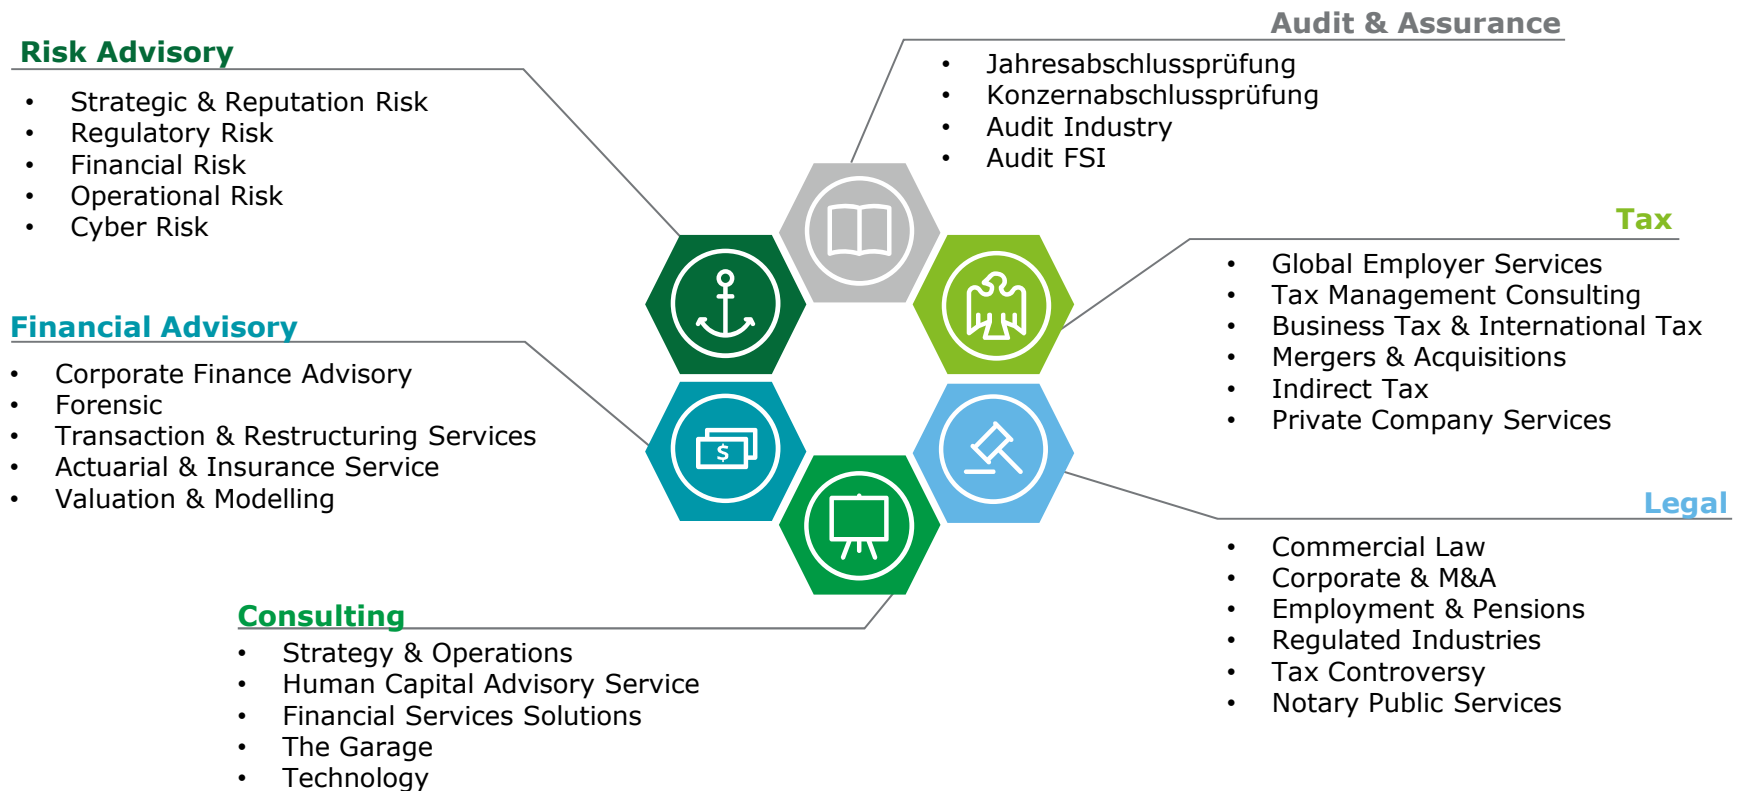 Risk Advisory
• Strategic & Reputation Risk
• Regulatory Risk
• Financial Risk
• Operational Risk
• Cyber Risk
Audit & Assurance
• Jahresabschlussprüfung
• Konzernabschlussprüfung
• Audit Industry
• Audit FSI
Tax
• Global Employer Services
• Tax Management Consulting
• Business Tax & International Tax
• Mergers & Acquisitions
• Indirect Tax
• Private Company Services
Financial Advisory
• Corporate Finance Advisory
• Forensic
• Transaction & Restructuring Services
• Actuarial & Insurance Service
• Valuation & Modelling
$
Legal
• Commercial Law
• Corporate & M&A
• Employment & Pensions
• Regulated Industries
• Tax Controversy
• Notary Public Services
Consulting
• Strategy & Operations
• Human Capital Advisory Service
• Financial Services Solutions
• The Garage
• Technology